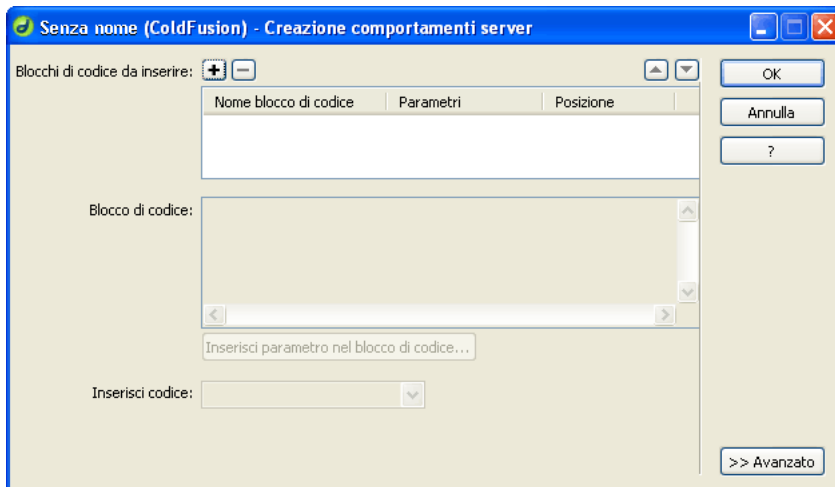 Senza nome (ColdFusion) - Creazione comportamenti server
Blocchi di codice da inserire:
Nome blocco di codice Parametri Posizione
OK
Annulla
?
Blocco di codice:
Inserisci parametro nel blocco di codice...
Inserisci codice:
>> Avanzato